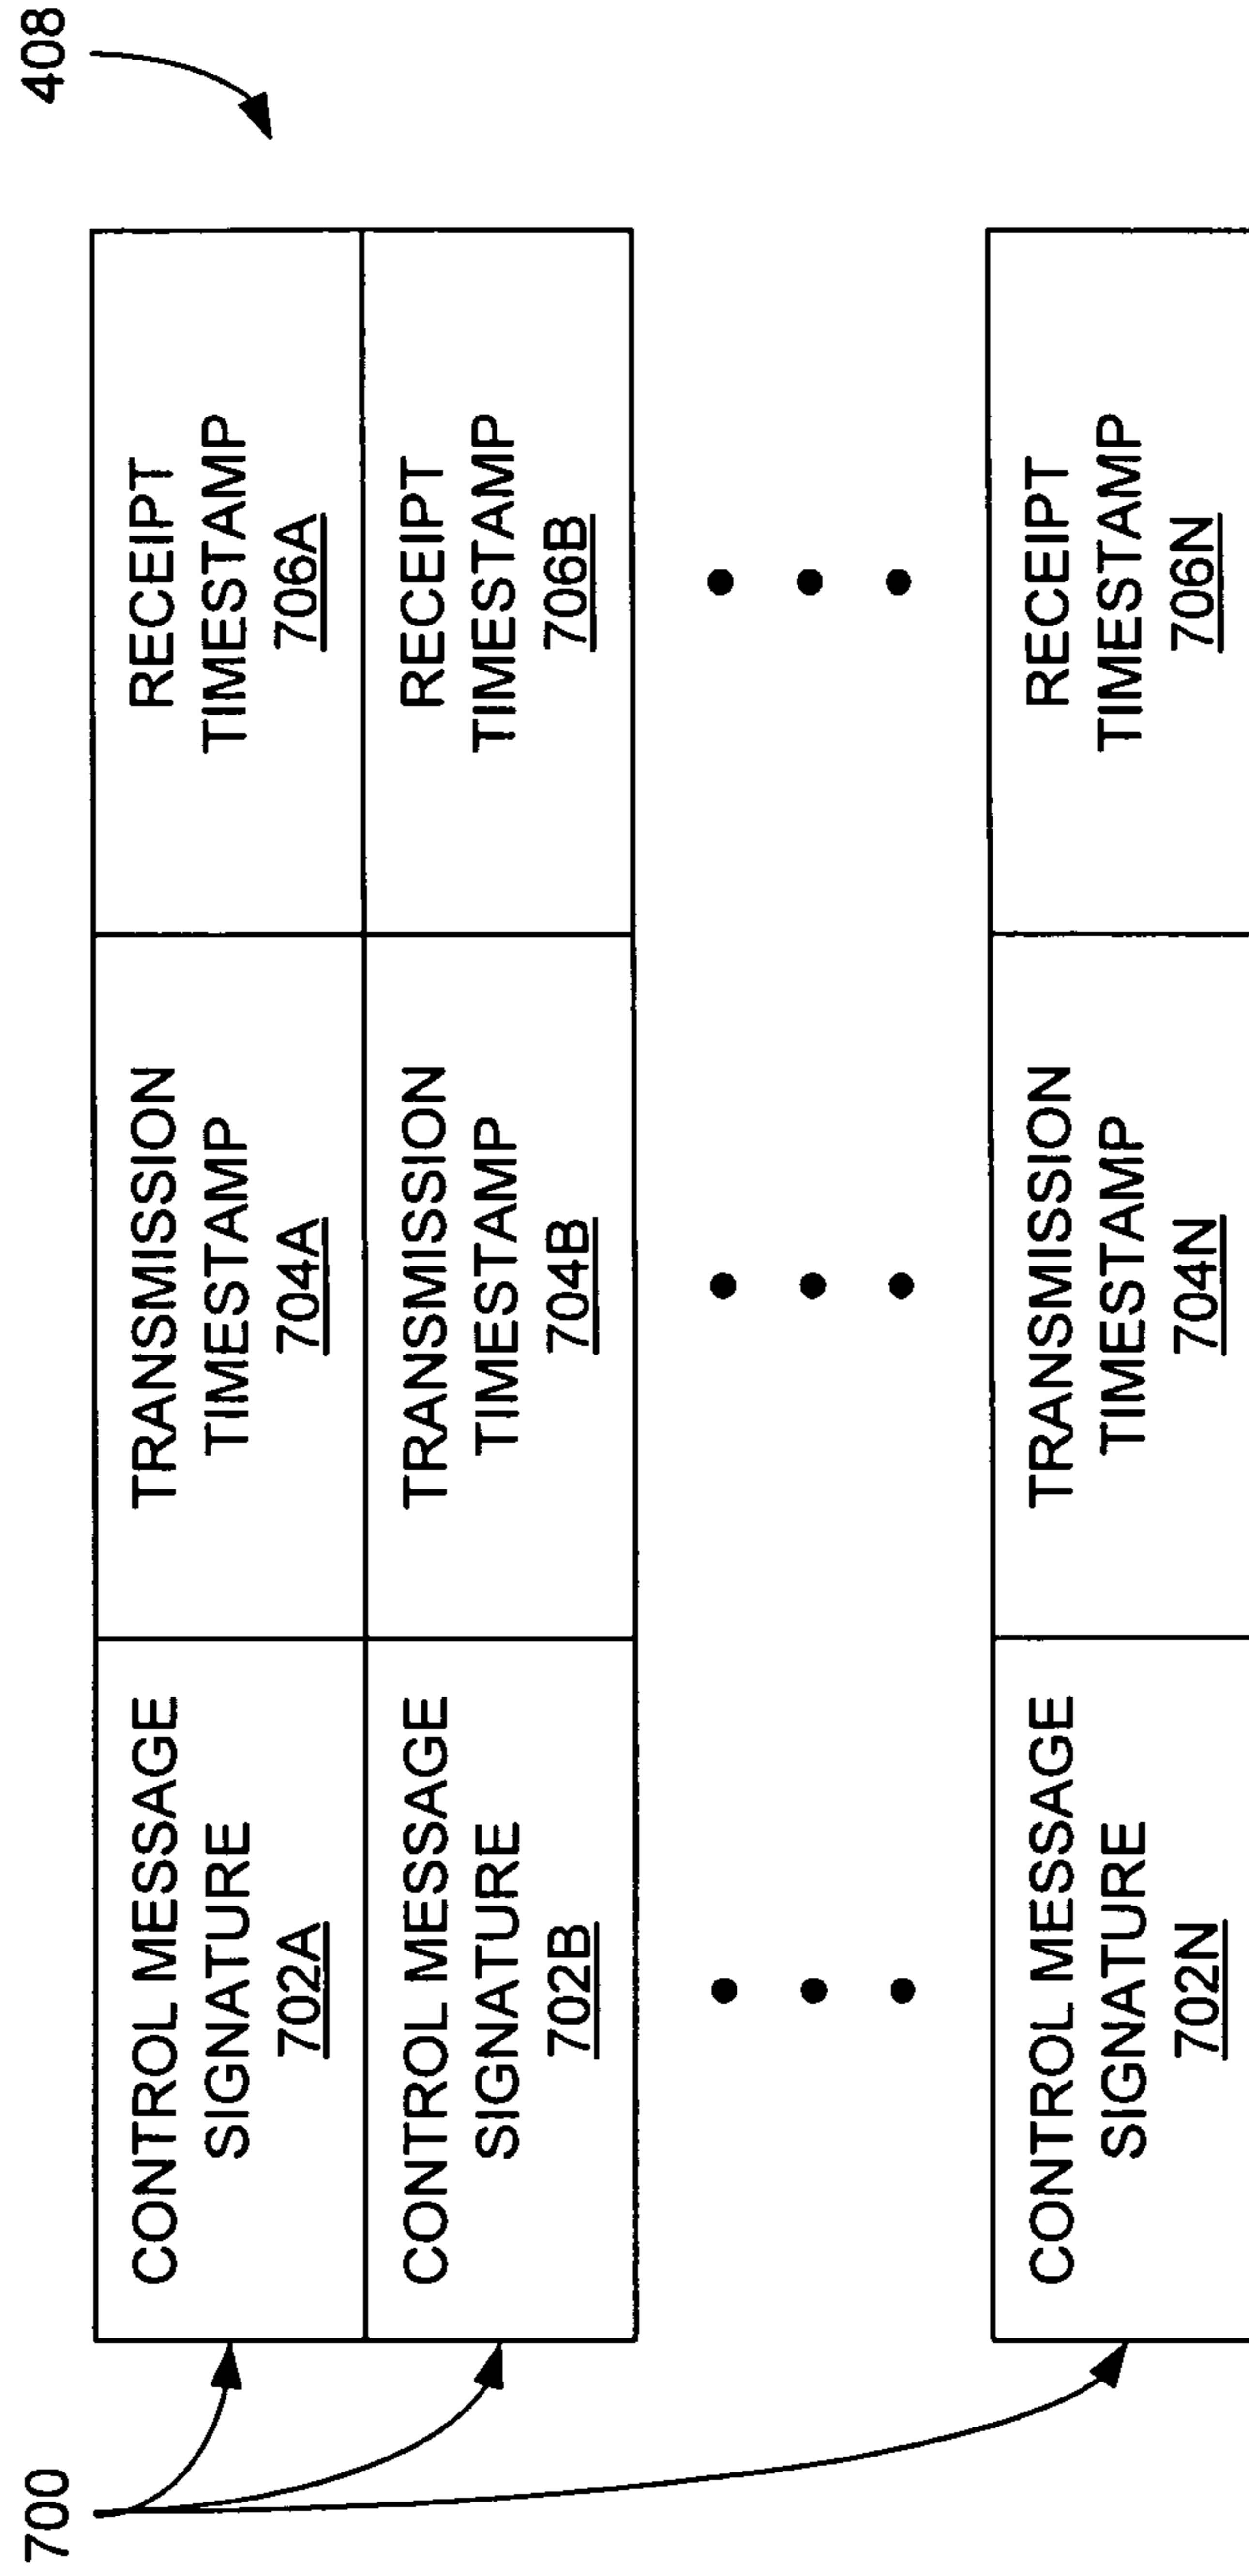 700
408
CONTROL MESSAGE
SIGNATURE
702A
TRANSMISSION
TIMESTAMP
704A
RECEIPT
TIMESTAMP
706A
CONTROL MESSAGE
SIGNATURE
702B
TRANSMISSION
TIMESTAMP
704B
RECEIPT
TIMESTAMP
706B
CONTROL MESSAGE
SIGNATURE
702N
TRANSMISSION
TIMESTAMP
704N
RECEIPT
TIMESTAMP
706N